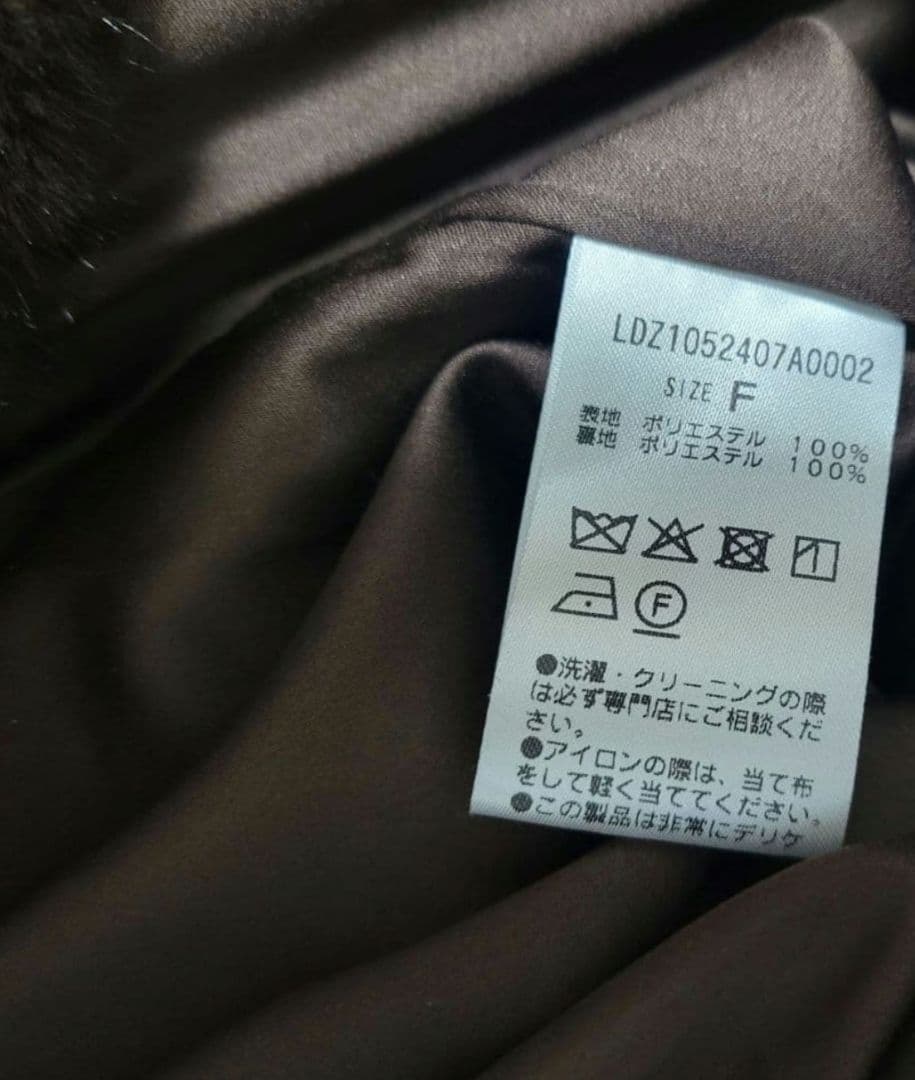 LDZ1052407A0002
SIZE F
表地 ポリエステル 100%
裏地 ポリエステル 100%
F
●洗濯・クリーニングの際
は必ず専門店にご相談くだ
さい。
●アイロンの際は、当て布
をして軽く当ててください。
●この製品は非常にデリケ